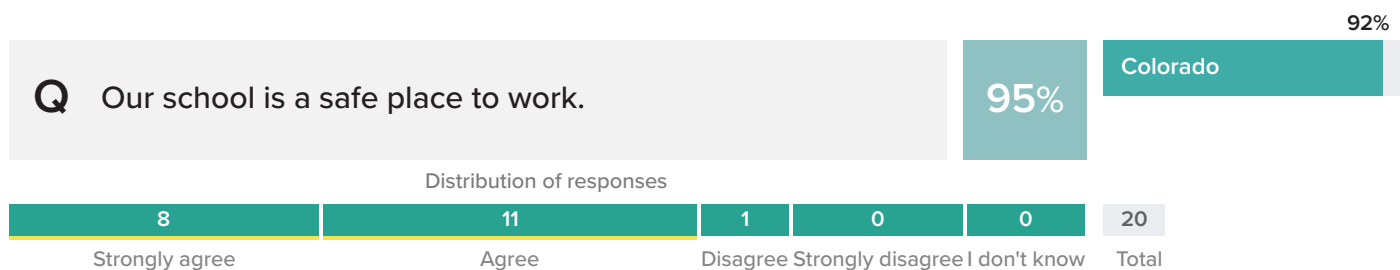 92%
Q Our school is a safe place to work.
95%
Colorado
Distribution of responses
8 11 1 0 0 20
Strongly agree Agree Disagree Strongly disagree I don't know Total